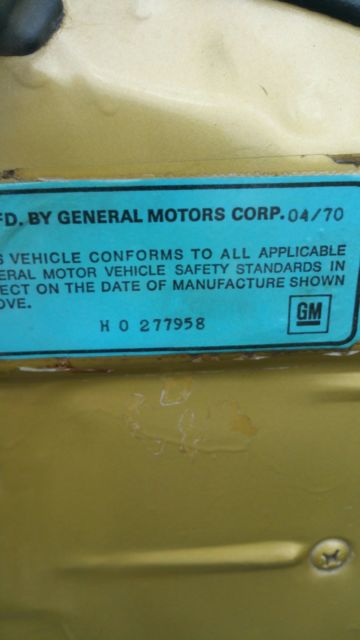 FD. BY GENERAL MOTORS CORP. 04/70
S VEHICLE CONFORMS TO ALL APPLICABLE
ERAL MOTOR VEHICLE SAFETY STANDARDS IN
ECT ON THE DATE OF MANUFACTURE SHOWN
OVE.
H 0 277958
GM